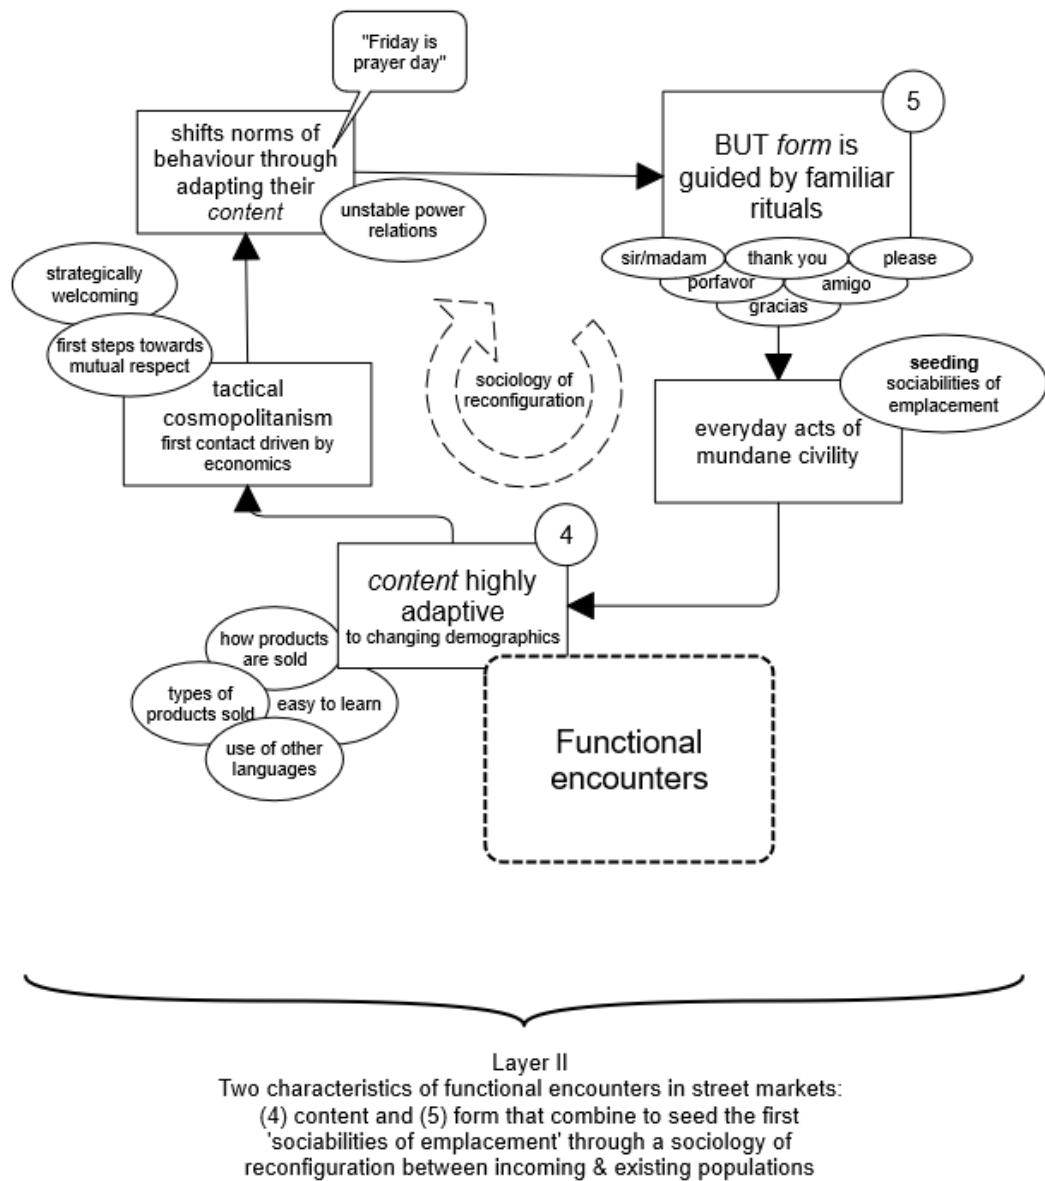 "Friday is
prayer day"
shifts norms of
behaviour through
adapting their
content
unstable power
relations
5
BUT form is
guided by familiar
rituals
sir/madam
thank you
please
porfavor
amigo
gracias
strategically
welcoming
first steps towards
mutual respect
tactical
cosmopolitanism
first contact driven by
economics
sociology of
reconfiguration
seeding
sociabilities of
emplacement
everyday acts of
mundane civility
4
content highly
adaptive
to changing demographics
how products
are sold
types of
products sold
easy to learn
use of other
languages
Functional
encounters
Layer II
Two characteristics of functional encounters in street markets:
(4) content and (5) form that combine to seed the first
'sociabilities of emplacement' through a sociology of
reconfiguration between incoming & existing populations